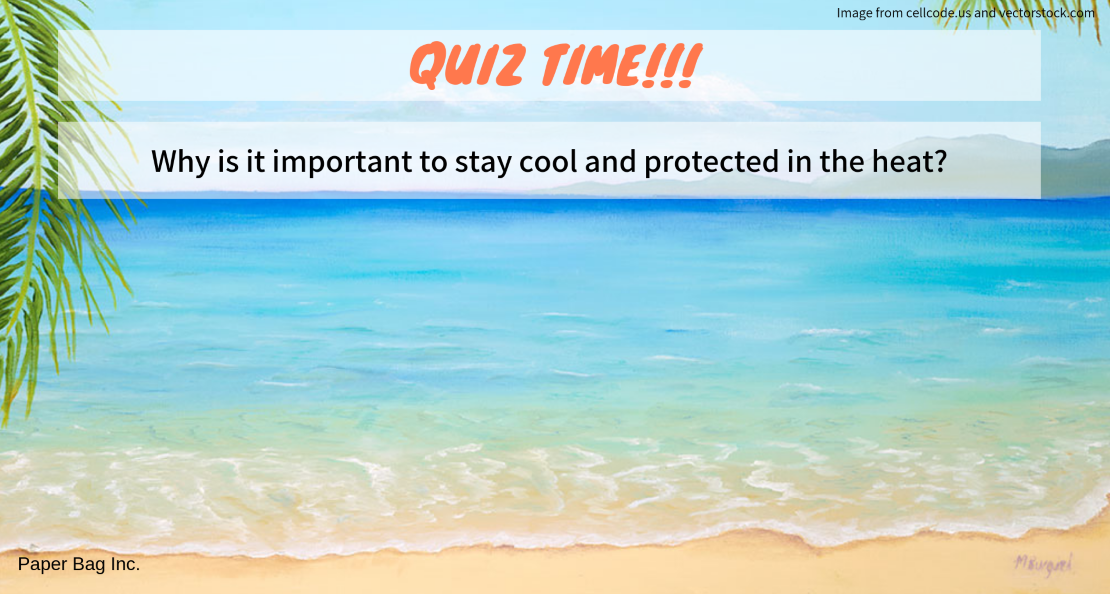 Image from cellcode.us and vectorstock.com
QUIZ TIME!!!
Why is it important to stay cool and protected in the heat?
Paper Bag Inc.